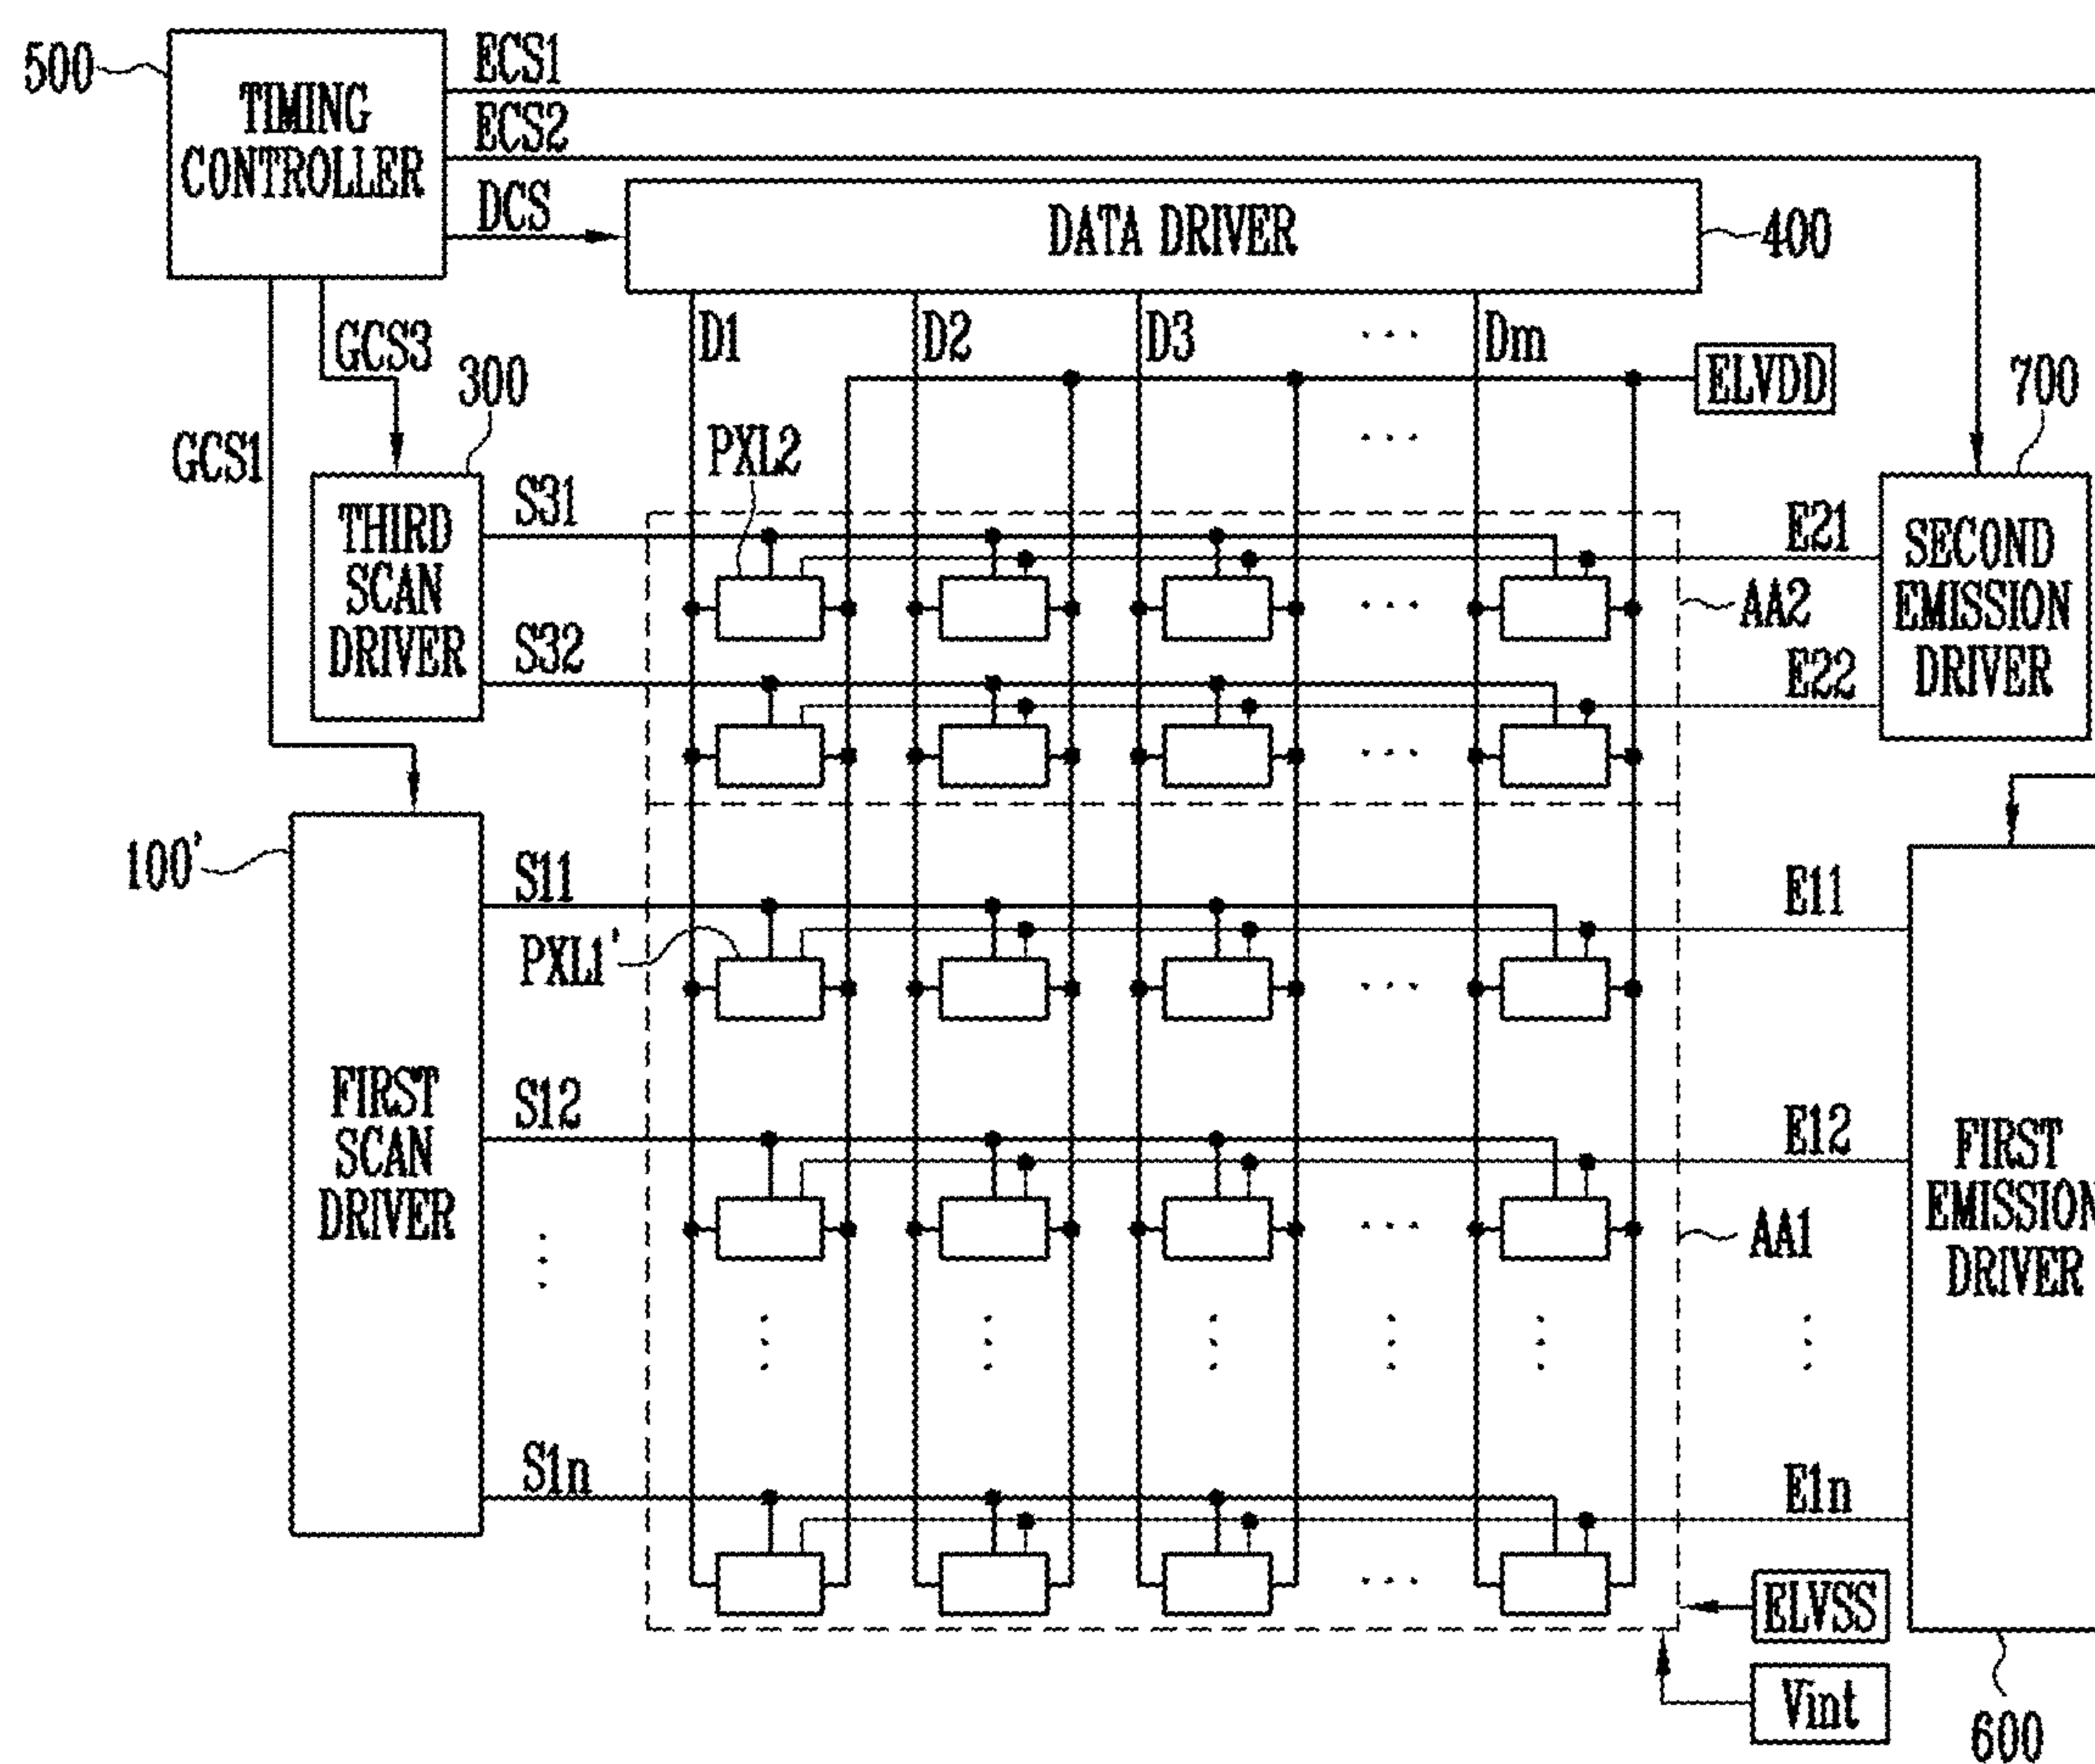 500
TIMING
CONTROLLER
ECS1
ECS2
DCS
DATA DRIVER
400
GCS3
GCS1
D1
D2
D3
Dm
ELVDD
300
700
PXL2
THIRD
SCAN
DRIVER
S31
S32
E21
E22
AA2
SECOND
EMISSION
DRIVER
100'
S11
PXL1'
E11
FIRST
SCAN
DRIVER
S12
E12
AA1
FIRST
EMISSION
DRIVER
S1n
E1n
ELVSS
Vint
600